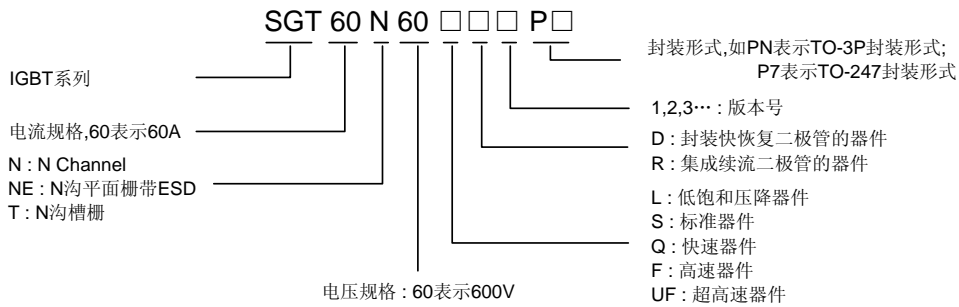 SGT 60 N 60 □ □ □ P□
封装形式,如PN表示TO-3P封装形式;
P7表示TO-247封装形式
IGBT系列
1,2,3··· : 版本号
电流规格,60表示60A
D : 封装快恢复二极管的器件
R : 集成续流二极管的器件
N : N Channel
NE : N沟平面栅带ESD
T : N沟槽栅
L : 低饱和压降器件
S : 标准器件
Q : 快速器件
F : 高速器件
UF : 超高速器件
电压规格 : 60表示600V